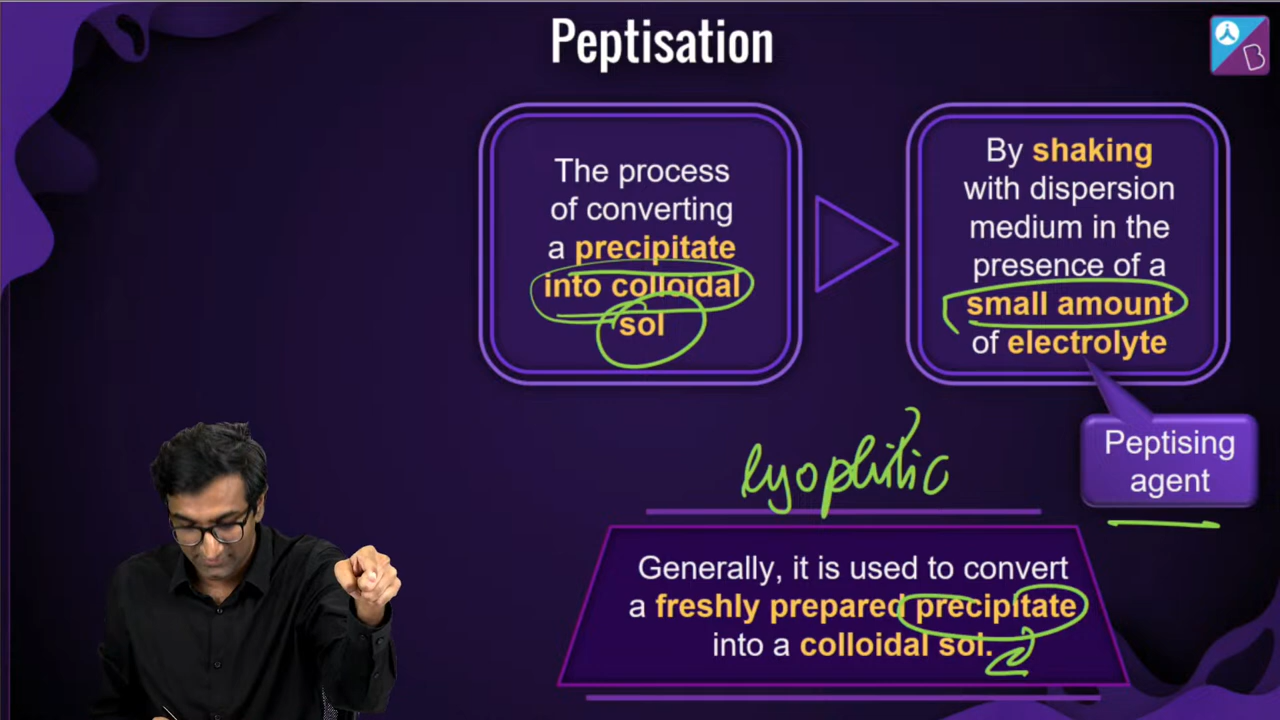 Peptisation
The process
of converting
a precipitate
into colloidal
sol
By shaking
with dispersion
medium in the
presence of a
small amount
of electrolyte
Peptising
agent
lyophilic
Generally, it is used to convert
a freshly prepared precipitate
into a colloidal sol.
B